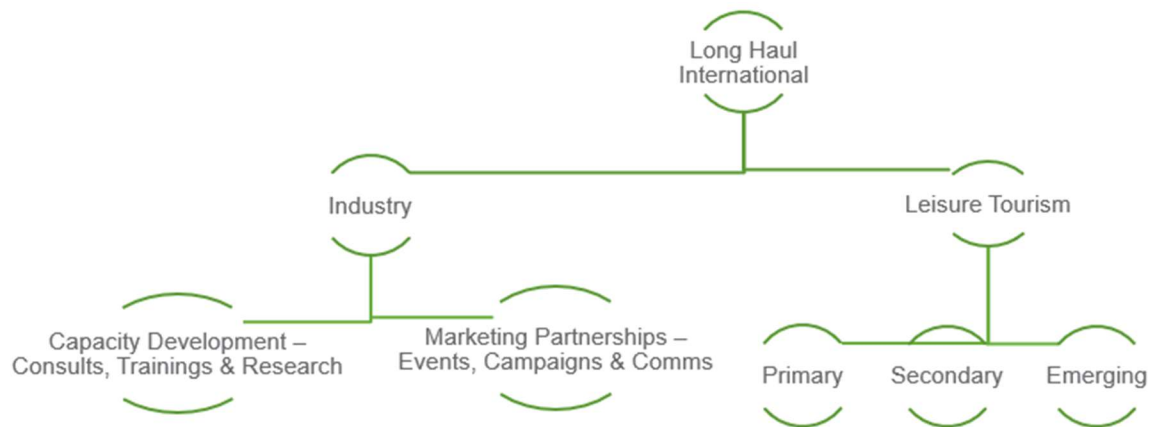 Long Haul
International
Industry
Leisure Tourism
Capacity Development –
Consults, Trainings & Research
Marketing Partnerships –
Events, Campaigns & Comms
Primary
Secondary
Emerging